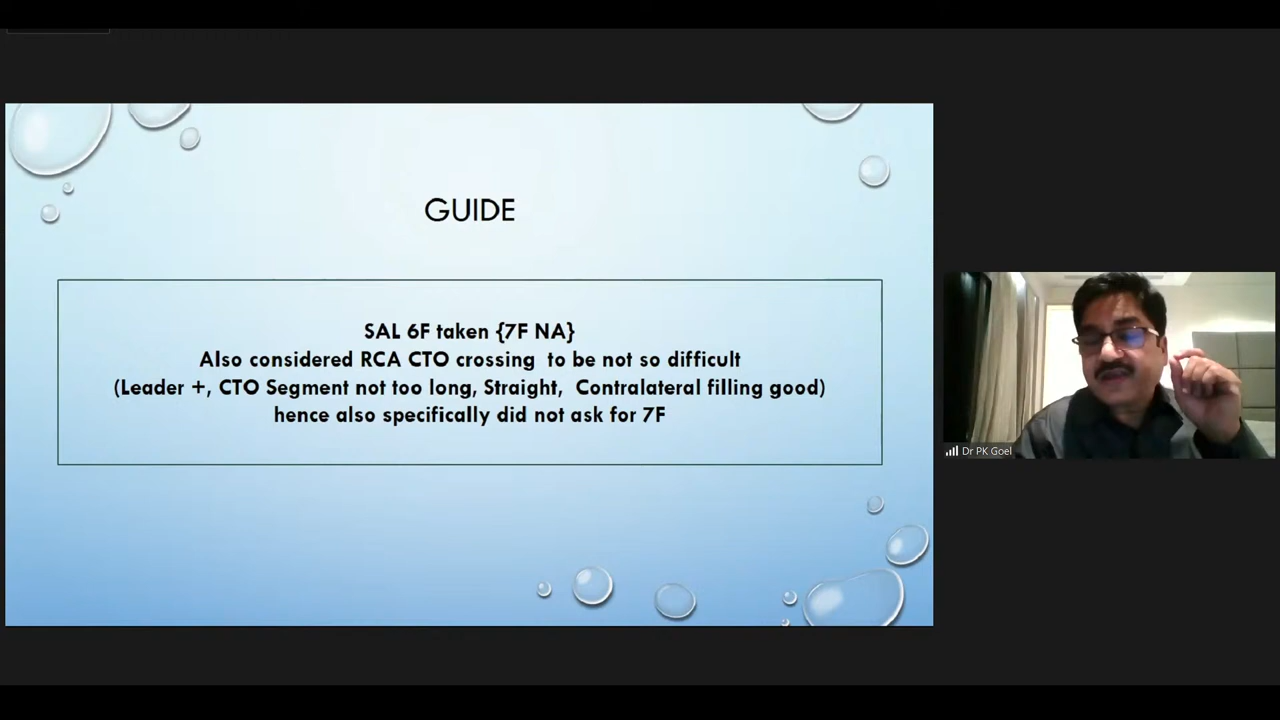 GUIDE
SAL 6F taken {7F NA}
Also considered RCA CTO crossing to be not so difficult
(Leader +, CTO Segment not too long, Straight, Contralateral filling good)
hence also specifically did not ask for 7F
Dr PK Goel